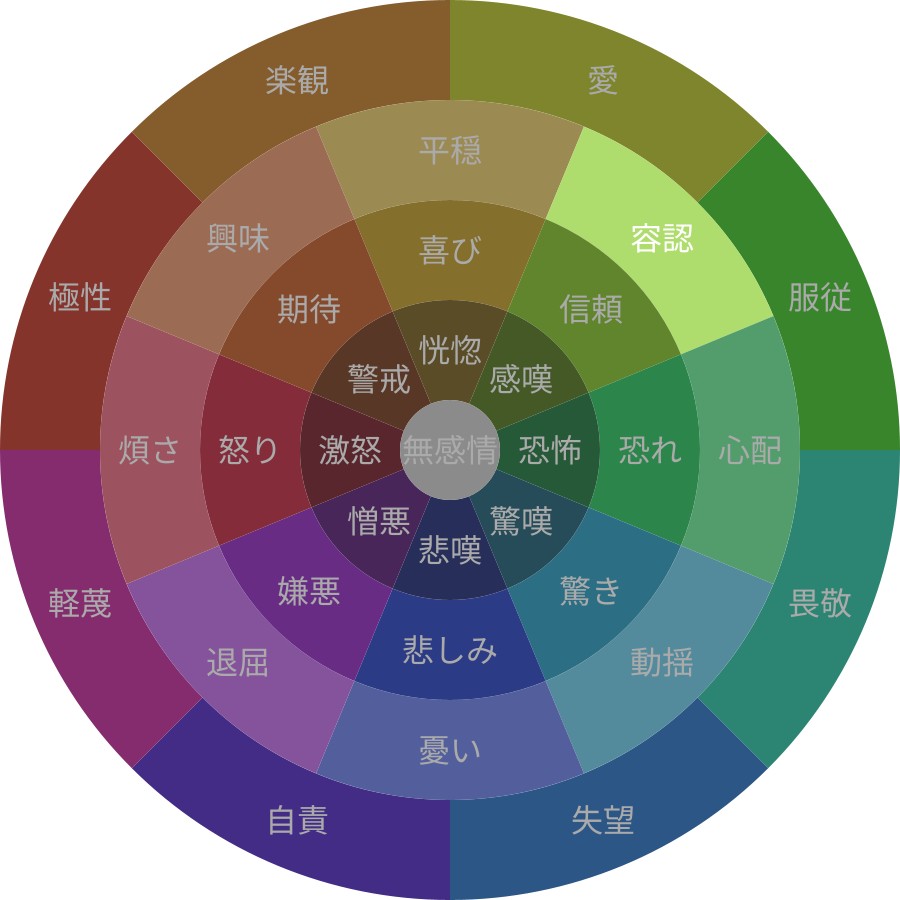 楽観
愛
平穏
興味
容認
喜び
極性
期待
信頼
服従
恍惚
警戒
感嘆
煩さ
怒り
激怒
無感情
恐怖
恐れ
心配
憎悪
驚嘆
悲嘆
軽蔑
嫌悪
驚き
畏敬
悲しみ
退屈
動揺
憂い
自責
失望